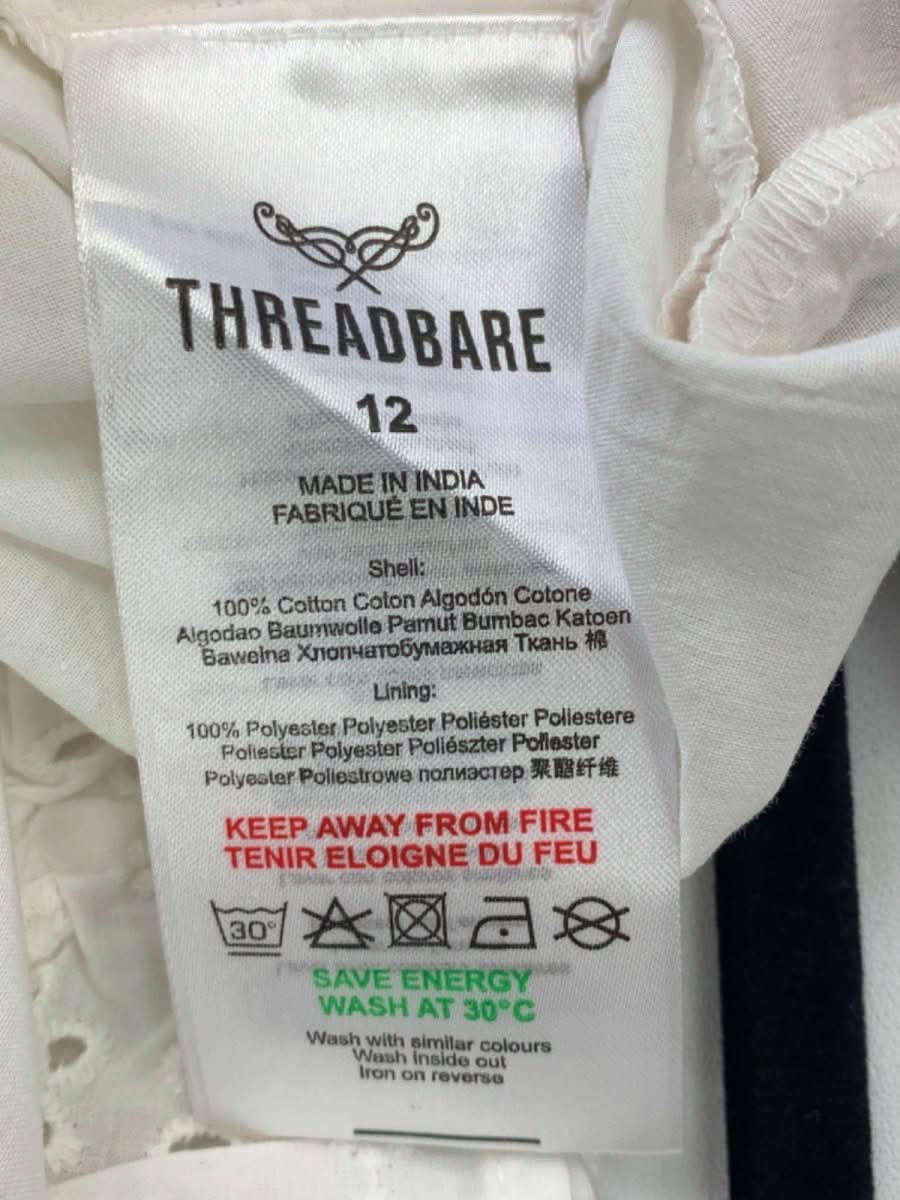 THREADBARE
12
MADE IN INDIA
FABRIQUÉ EN INDE
Shell:
100% Cotton Coton Algodón Cotone
Algodao Baumwolle Pamut Bumbac Katoen
Bawelna Хлопчатобумажная Ткань 棉
Lining:
100% Polyester Polyester Poliéster Poliestere
Poliester Polyester Poliészter Poliester
Polyester Poliestrowe полиэстер 聚酯纤维
KEEP AWAY FROM FIRE
TENIR ELOIGNE DU FEU
30°
SAVE ENERGY
WASH AT 30°C
Wash with similar colours
Wash inside out
Iron on reverse